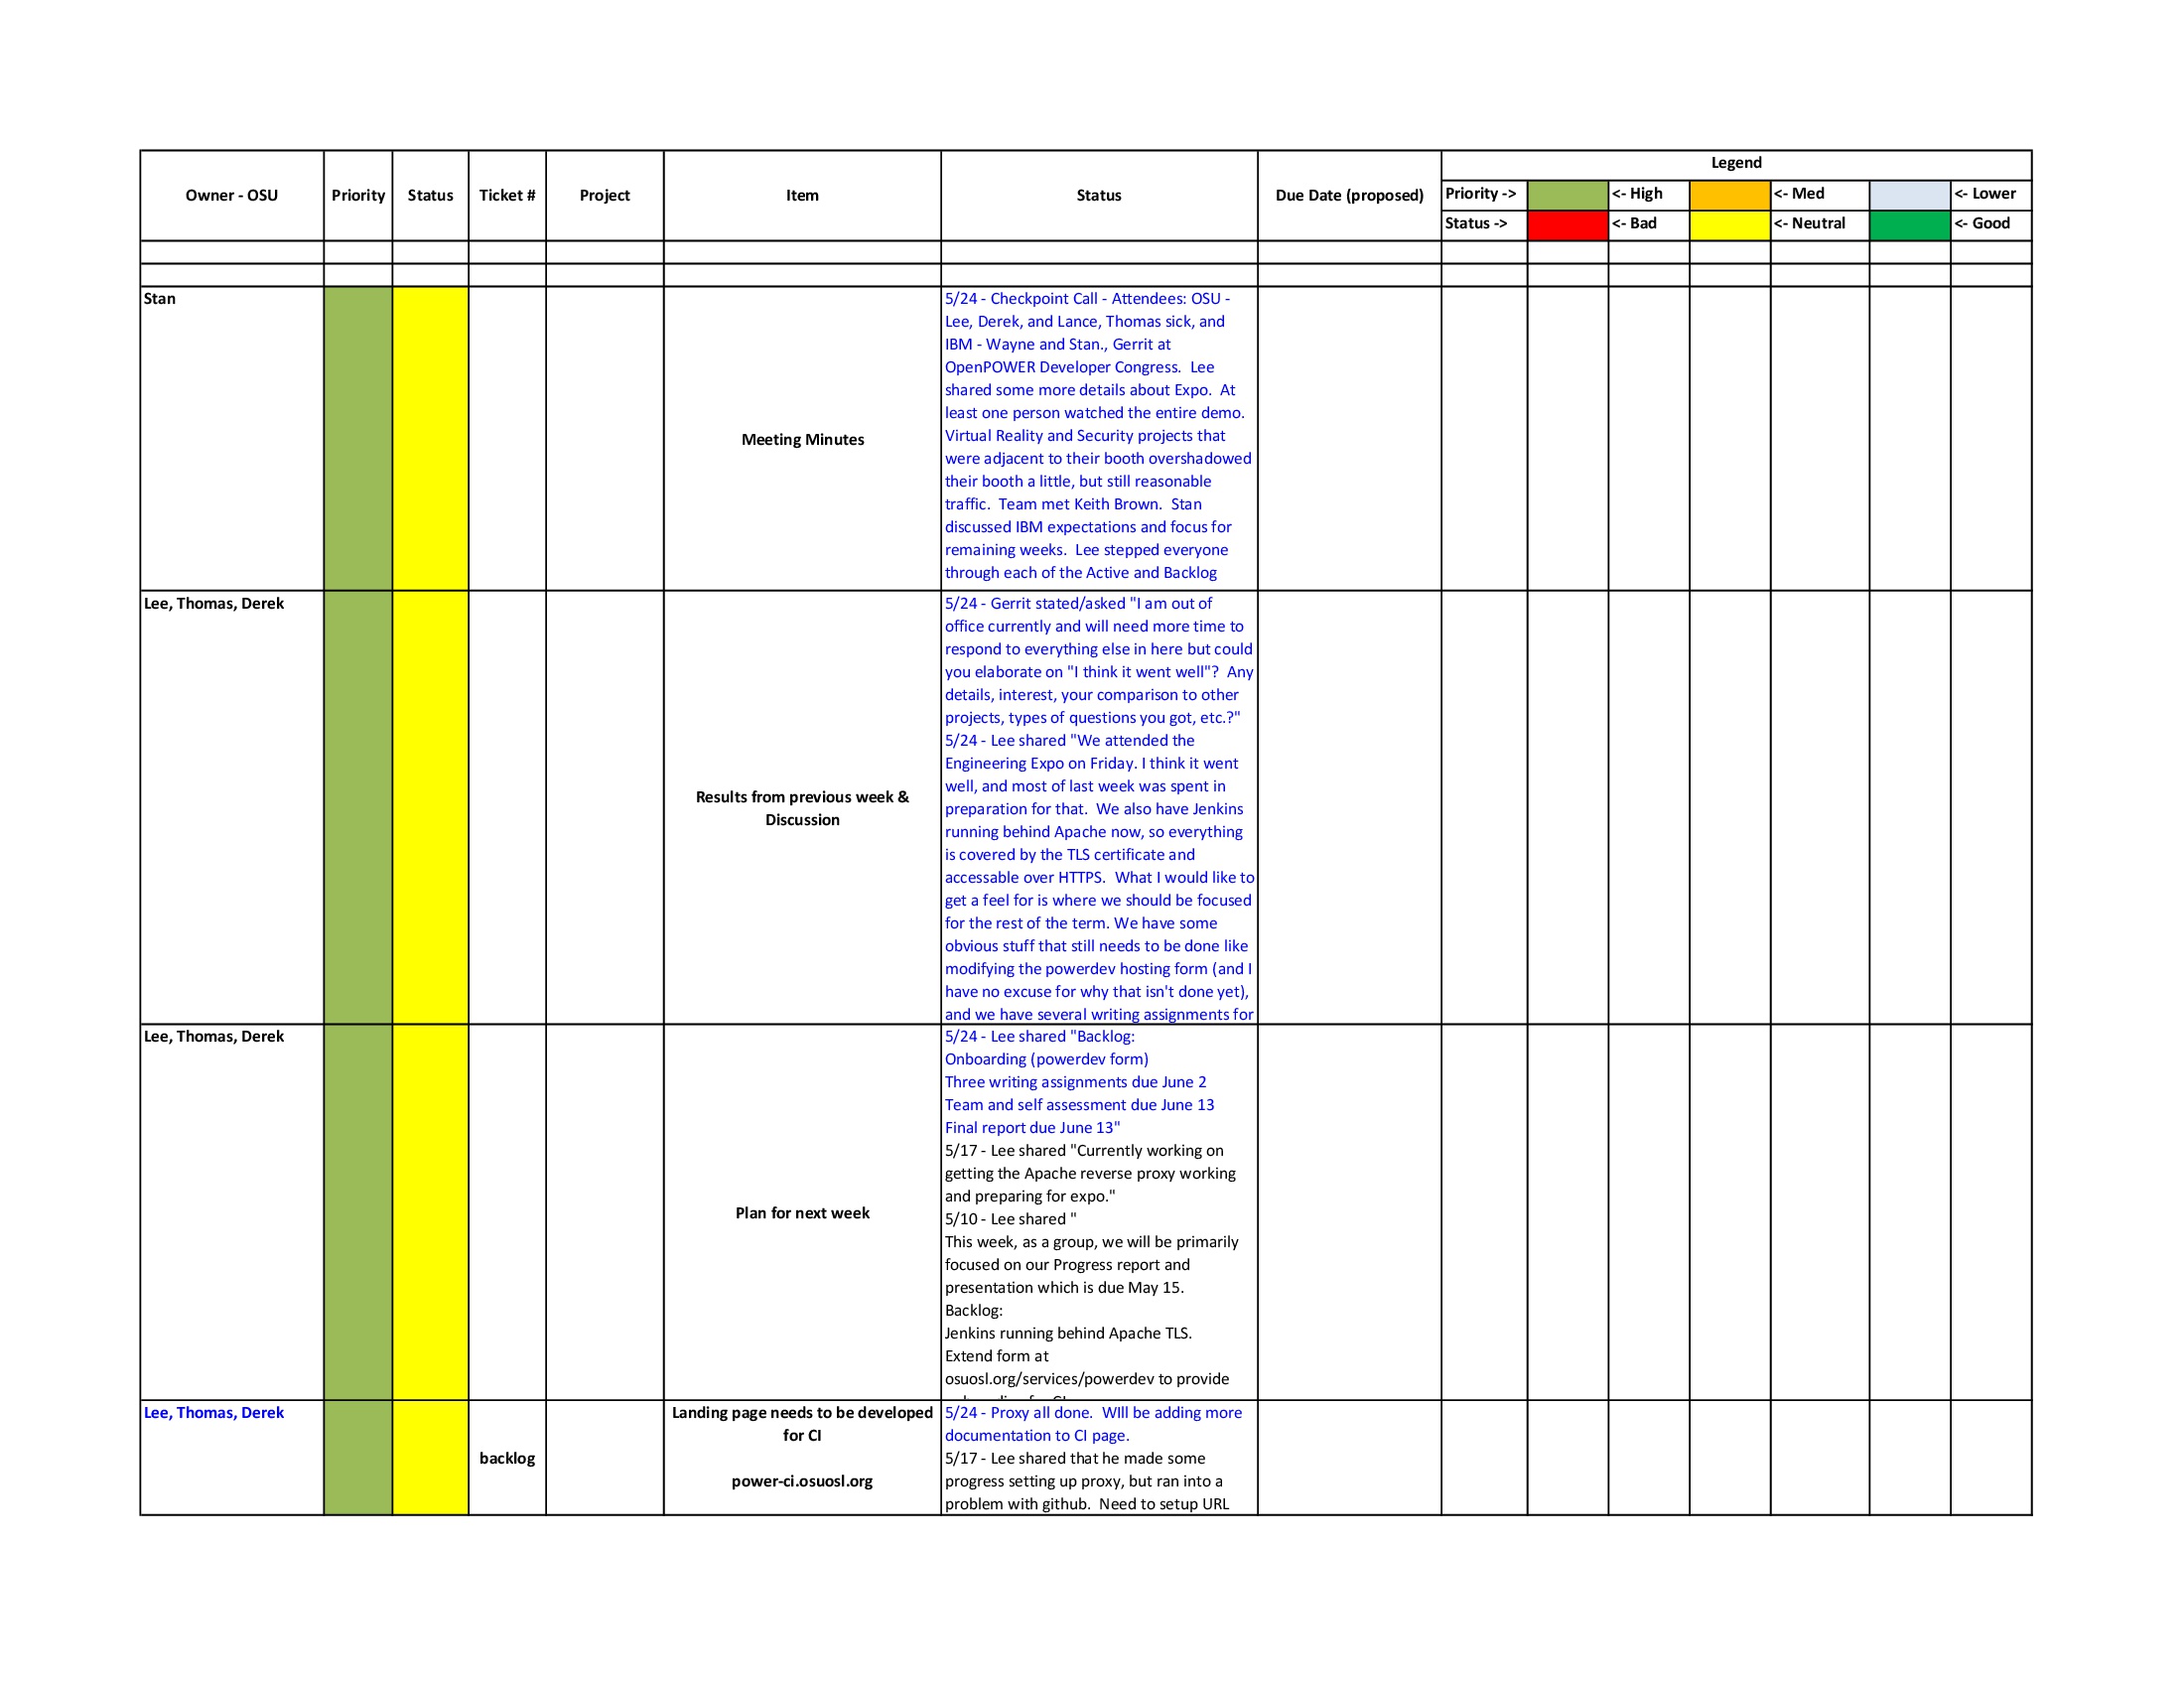 Owner - OSU Priority Status Ticket # Project Item Status Due Date (proposed) Legend
Priority -> <- High <- Med <- Lower
Status -> <- Bad <- Neutral <- Good
Stan
Meeting Minutes
5/24 - Checkpoint Call - Attendees: OSU -
Lee, Derek, and Lance, Thomas sick, and
IBM - Wayne and Stan., Gerrit at
OpenPOWER Developer Congress.  Lee
shared some more details about Expo.  At
least one person watched the entire demo.
Virtual Reality and Security projects that
were adjacent to their booth overshadowed
their booth a little, but still reasonable
traffic.  Team met Keith Brown.  Stan
discussed IBM expectations and focus for
remaining weeks.  Lee stepped everyone
through each of the Active and Backlog
Lee, Thomas, Derek
Results from previous week &
Discussion
5/24 - Gerrit stated/asked "I am out of
office currently and will need more time to
respond to everything else in here but could
you elaborate on "I think it went well"?  Any
details, interest, your comparison to other
projects, types of questions you got, etc.?"
5/24 - Lee shared "We attended the
Engineering Expo on Friday. I think it went
well, and most of last week was spent in
preparation for that.  We also have Jenkins
running behind Apache now, so everything
is covered by the TLS certificate and
accessable over HTTPS.  What I would like to
get a feel for is where we should be focused
for the rest of the term. We have some
obvious stuff that still needs to be done like
modifying the powerdev hosting form (and I
have no excuse for why that isn't done yet),
and we have several writing assignments for
Lee, Thomas, Derek
Plan for next week
5/24 - Lee shared "Backlog:
Onboarding (powerdev form)
Three writing assignments due June 2
Team and self assessment due June 13
Final report due June 13"
5/17 - Lee shared "Currently working on
getting the Apache reverse proxy working
and preparing for expo."
5/10 - Lee shared "
This week, as a group, we will be primarily
focused on our Progress report and
presentation which is due May 15.
Backlog:
Jenkins running behind Apache TLS.
Extend form at
osuosl.org/services/powerdev to provide
Lee, Thomas, Derek
backlog
Landing page needs to be developed
for CI
power-ci.osuosl.org
5/24 - Proxy all done.  WIll be adding more
documentation to CI page.
5/17 - Lee shared that he made some
progress setting up proxy, but ran into a
problem with github.  Need to setup URL